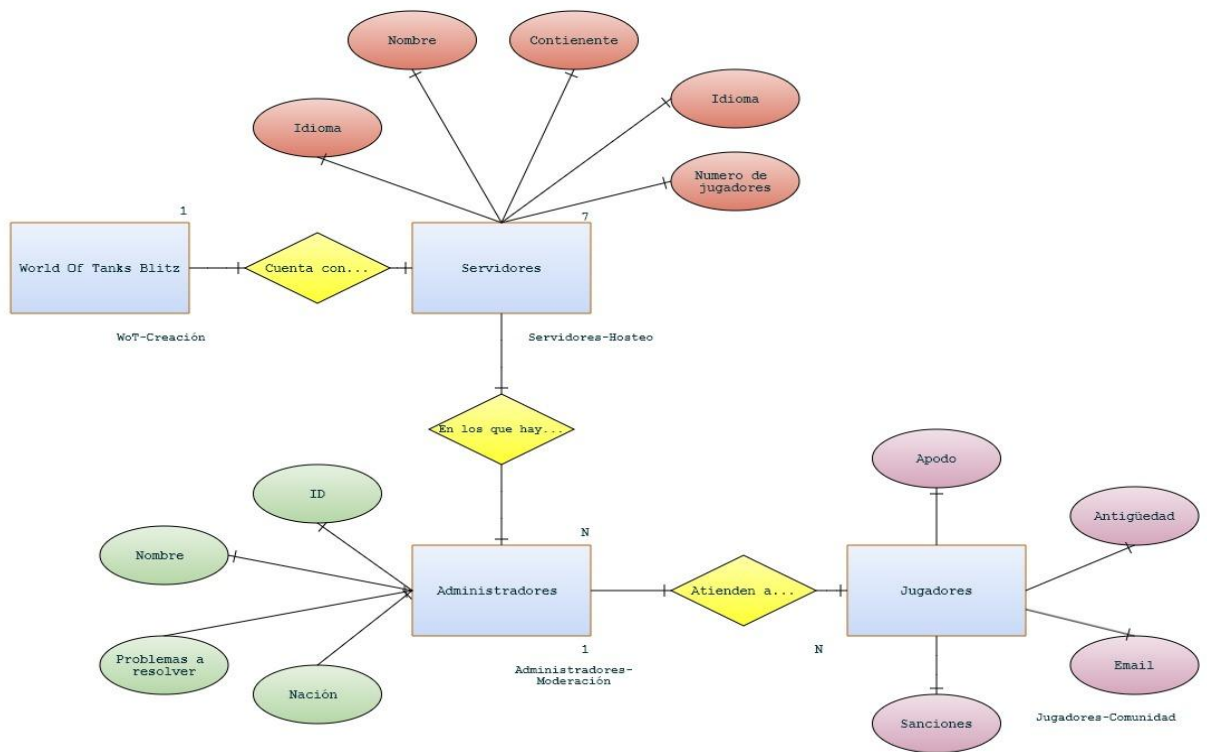 Nombre
Contienente
Idioma
Idioma
Numero de
jugadores
1
7
World Of Tanks Blitz
Cuenta con...
Servidores
WoT-Creación
Servidores-Hosteo
En los que hay...
Apodo
ID
Antigüedad
Nombre
N
Administradores
Atienden a...
Jugadores
Problemas a
resolver
1
N
Email
Administradores-
Moderación
Nación
Sanciones
Jugadores-Comunidad